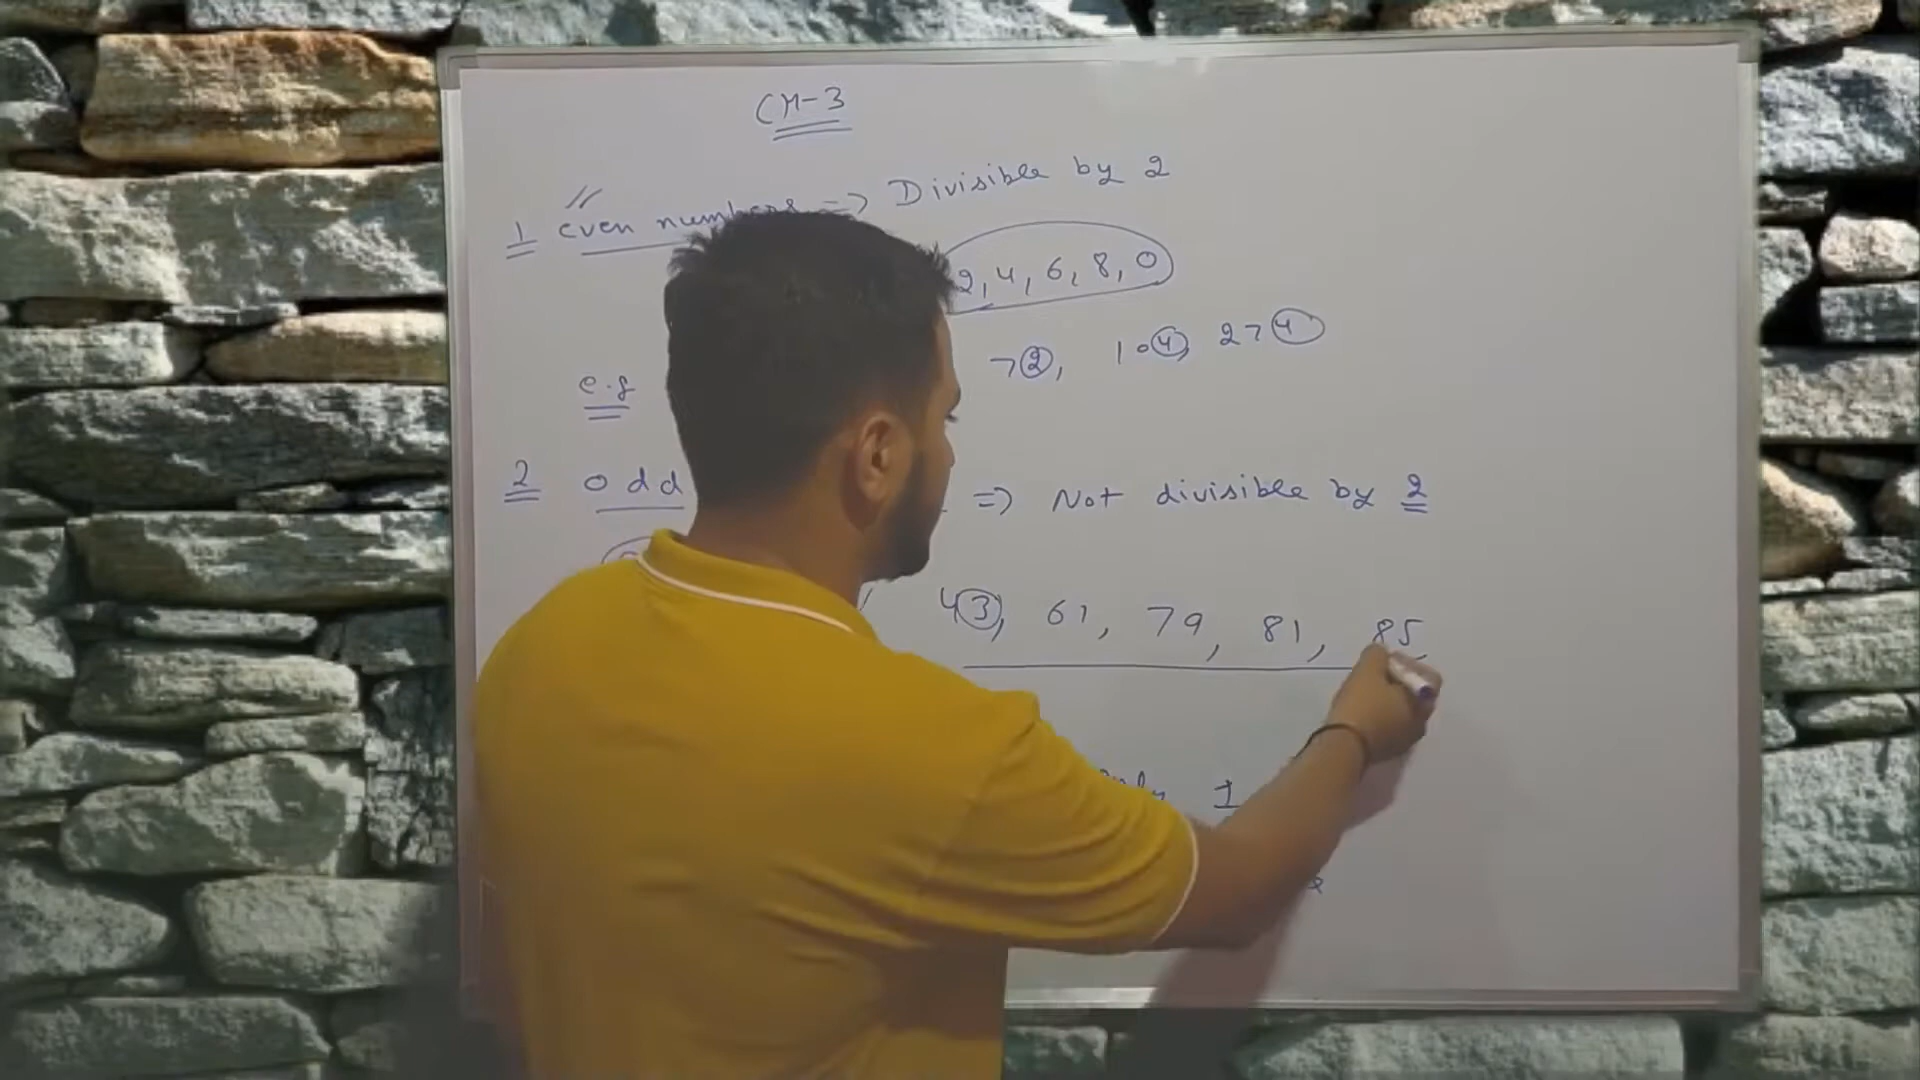 CH-3
1 even numbers => Divisible by 2
2, 4, 6, 8, 0
e.g 72, 104, 274
2 odd => Not divisible by 2
43, 61, 79, 81, 85,
1